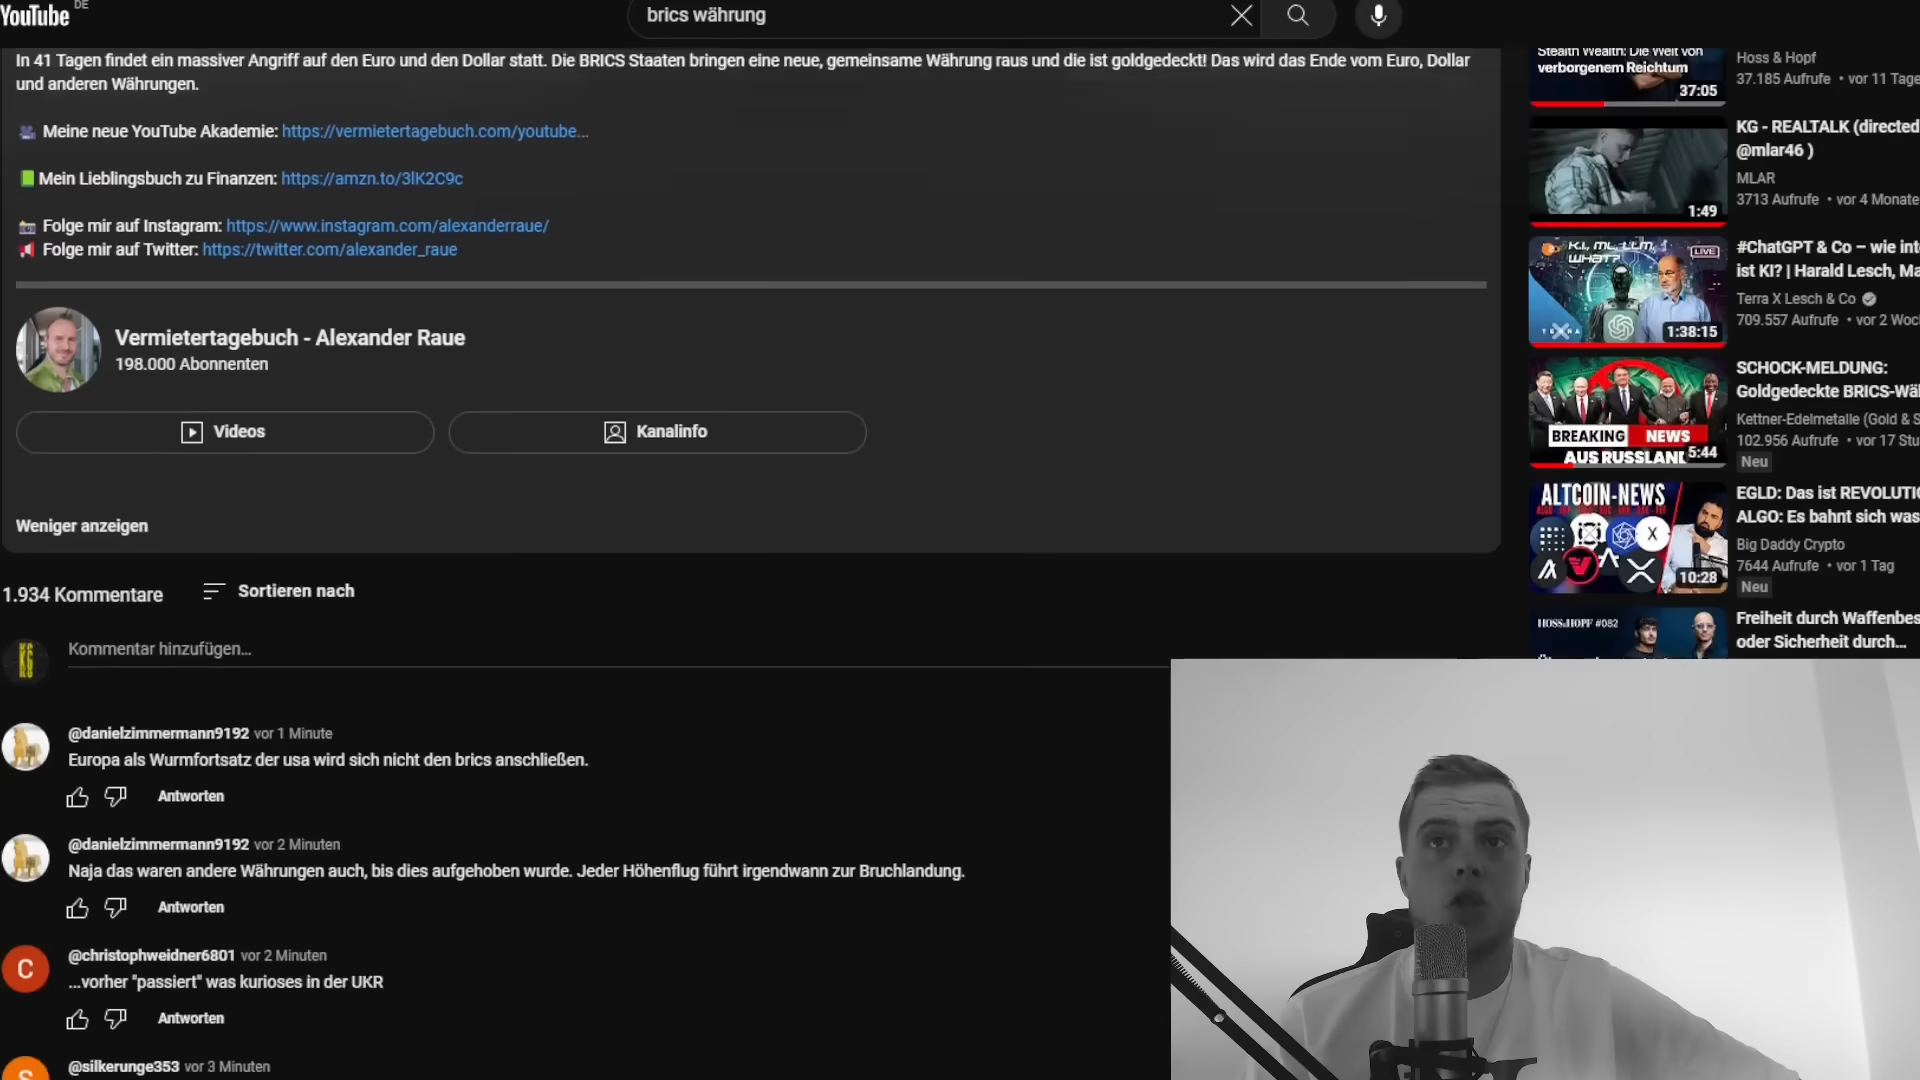 YouTube DE
brics währung
In 41 Tagen findet ein massiver Angriff auf den Euro und den Dollar statt. Die BRICS Staaten bringen eine neue, gemeinsame Währung raus und die ist goldgedeckt! Das wird das Ende vom Euro, Dollar
und anderen Währungen.
Meine neue YouTube Akademie: https://vermietertagebuch.com/youtube...
Mein Lieblingsbuch zu Finanzen: https://amzn.to/3lK2C9c
Folge mir auf Instagram: https://www.instagram.com/alexanderraue/
Folge mir auf Twitter: https://twitter.com/alexander_raue
Vermietertagebuch - Alexander Raue
198.000 Abonnenten
Videos
Kanalinfo
Weniger anzeigen
1.934 Kommentare
Sortieren nach
KG
Kommentar hinzufügen...
@danielzimmermann9192 vor 1 Minute
Europa als Wurmfortsatz der usa wird sich nicht den brics anschließen.
Antworten
@danielzimmermann9192 vor 2 Minuten
Naja das waren andere Währungen auch, bis dies aufgehoben wurde. Jeder Höhenflug führt irgendwann zur Bruchlandung.
Antworten
C
@christophweidner6801 vor 2 Minuten
...vorher "passiert" was kurioses in der UKR
Antworten
S
@silkerunge353 vor 3 Minuten
Stealth Wealth: Die Welt von
verborgenem Reichtum
37:05
Hoss & Hopf
37.185 Aufrufe • vor 11 Tage
1:49
KG - REALTALK (directed
@mlar46 )
MLAR
3713 Aufrufe • vor 4 Monate
K.I., ML, LLM,
WHAT?
LIVE
TERRA
1:38:15
#ChatGPT & Co – wie int
ist KI? | Harald Lesch, Ma
Terra X Lesch & Co
709.557 Aufrufe • vor 2 Woc
BREAKING NEWS
AUS RUSSLAN
5:44
SCHOCK-MELDUNG:
Goldgedeckte BRICS-Wä
Kettner-Edelmetalle (Gold & S
102.956 Aufrufe • vor 17 Stu
Neu
ALTCOIN-NEWS
X
10:28
EGLD: Das ist REVOLUTI
ALGO: Es bahnt sich was
Big Daddy Crypto
7644 Aufrufe • vor 1 Tag
Neu
HOSS&HOPF #082
Freiheit durch Waffenbes
oder Sicherheit durch...